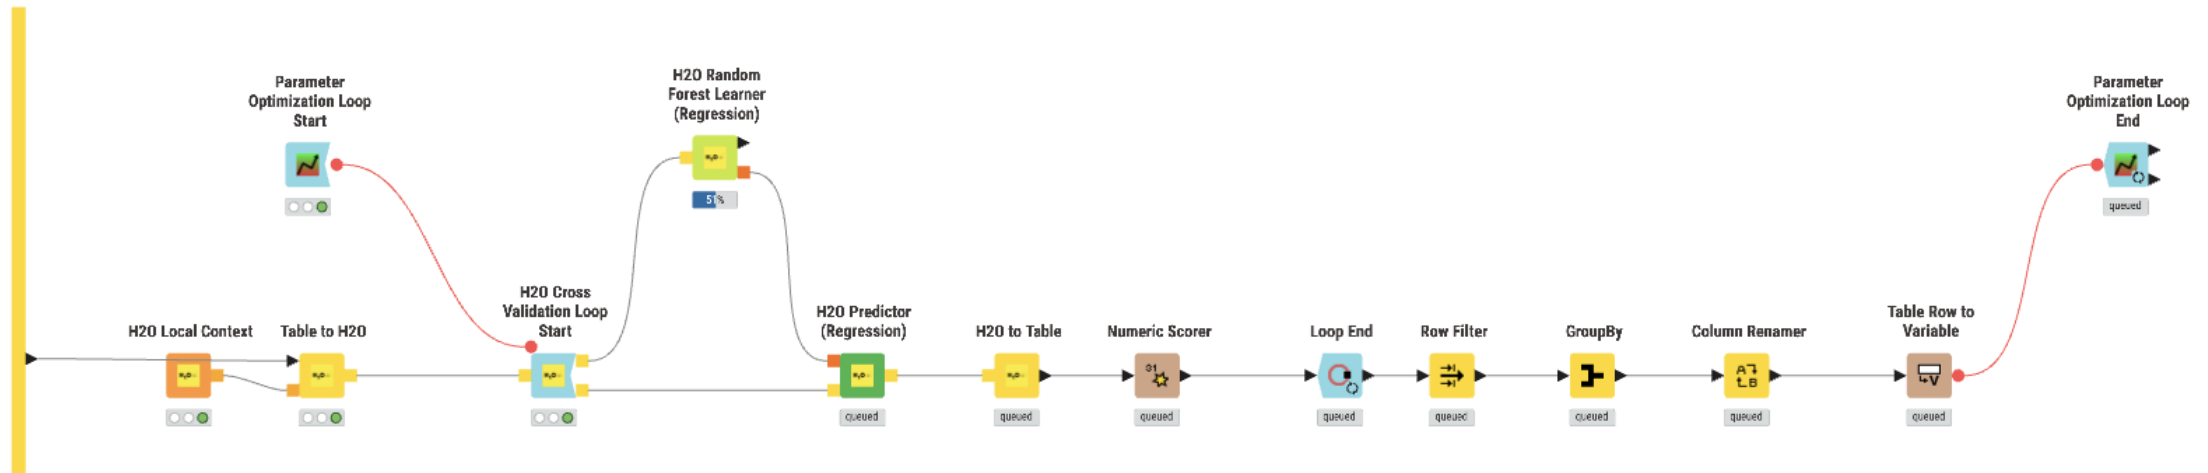 Parameter
Optimization Loop
Start
H2O Random
Forest Learner
(Regression)
Parameter
Optimization Loop
End
51%
queued
H2O Local Context
Table to H2O
H2O Cross
Validation Loop
Start
H2O Predictor
(Regression)
H2O to Table
Numeric Scorer
Loop End
Row Filter
GroupBy
Column Renamer
Table Row to
Variable
queued
queued
queued
queued
queued
queued
queued
queued